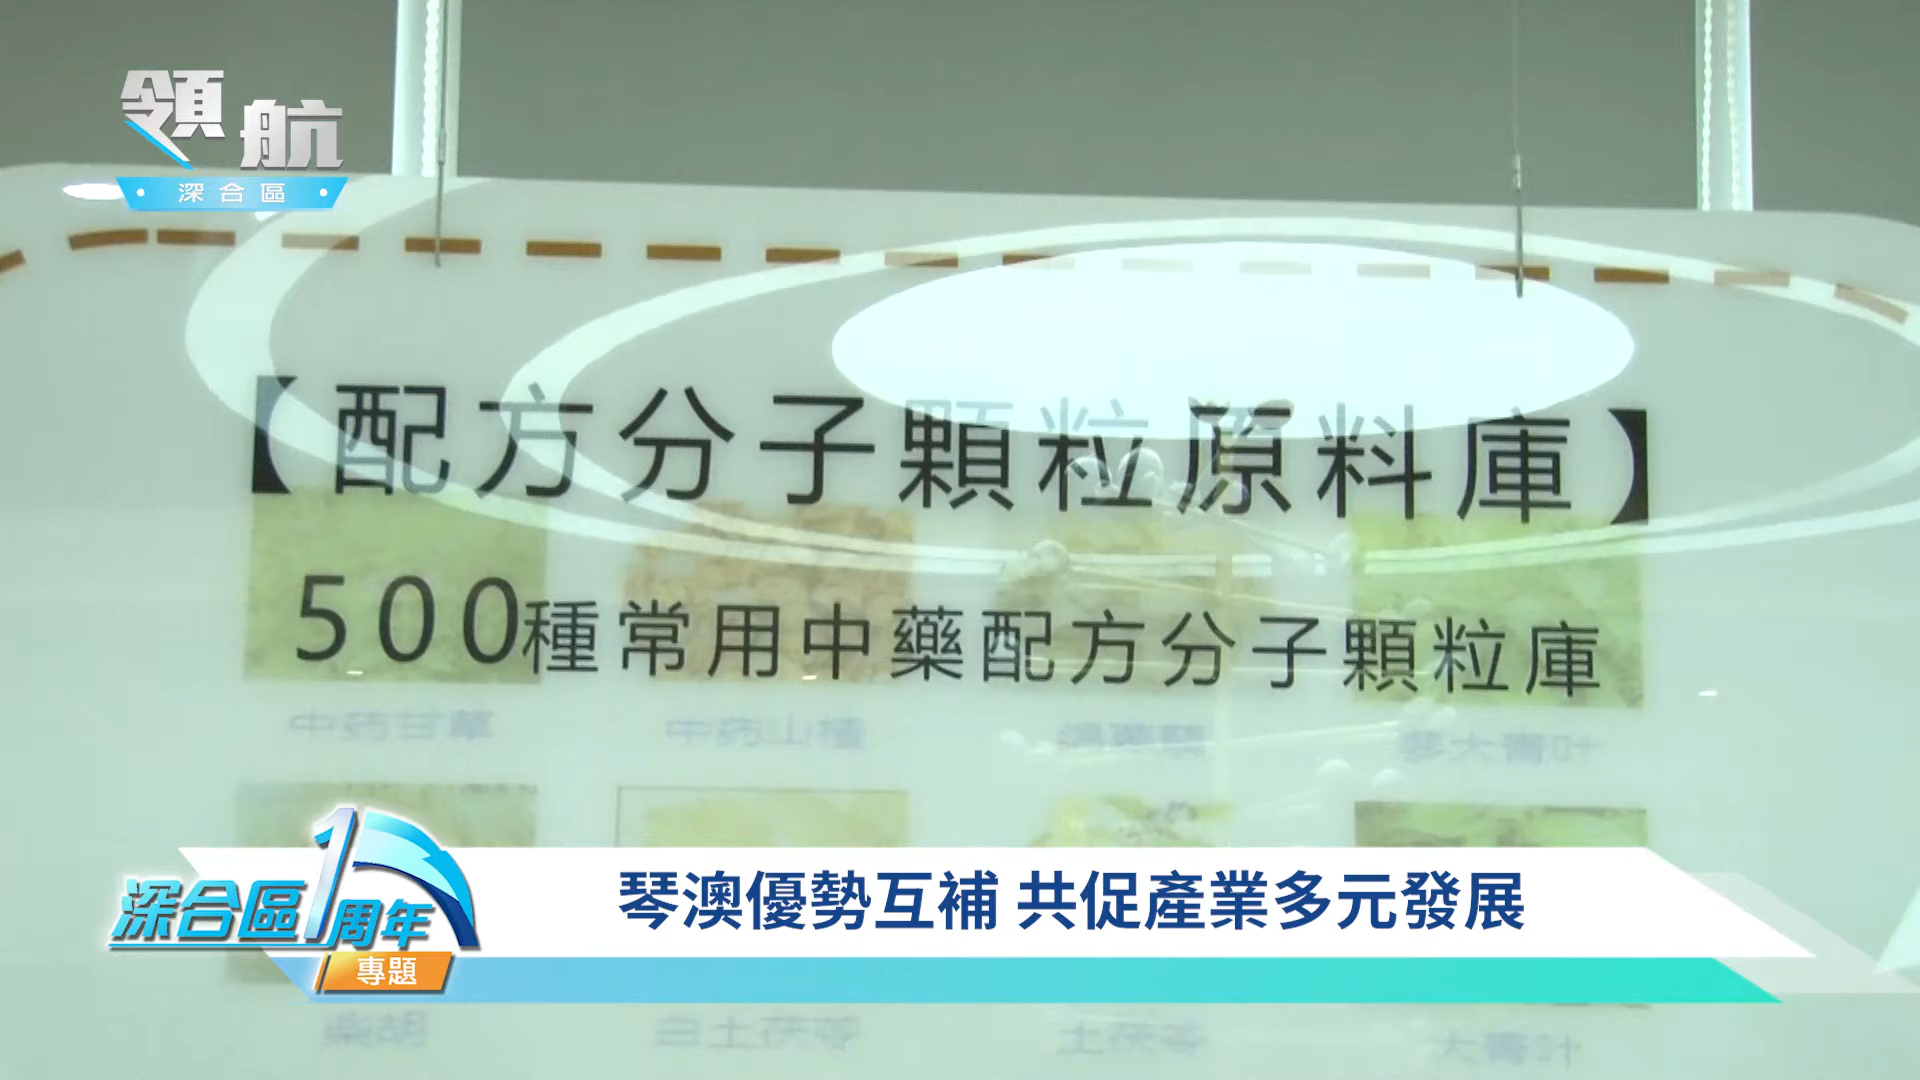 領航
深合區
【配方分子顆粒原料庫】
500種常用中藥配方分子顆粒庫
中药甘草
中药山楂
大青叶
深合區1周年
專題
琴澳優勢互補 共促產業多元發展
柴胡
白土茯苓
土茯苓
大青叶